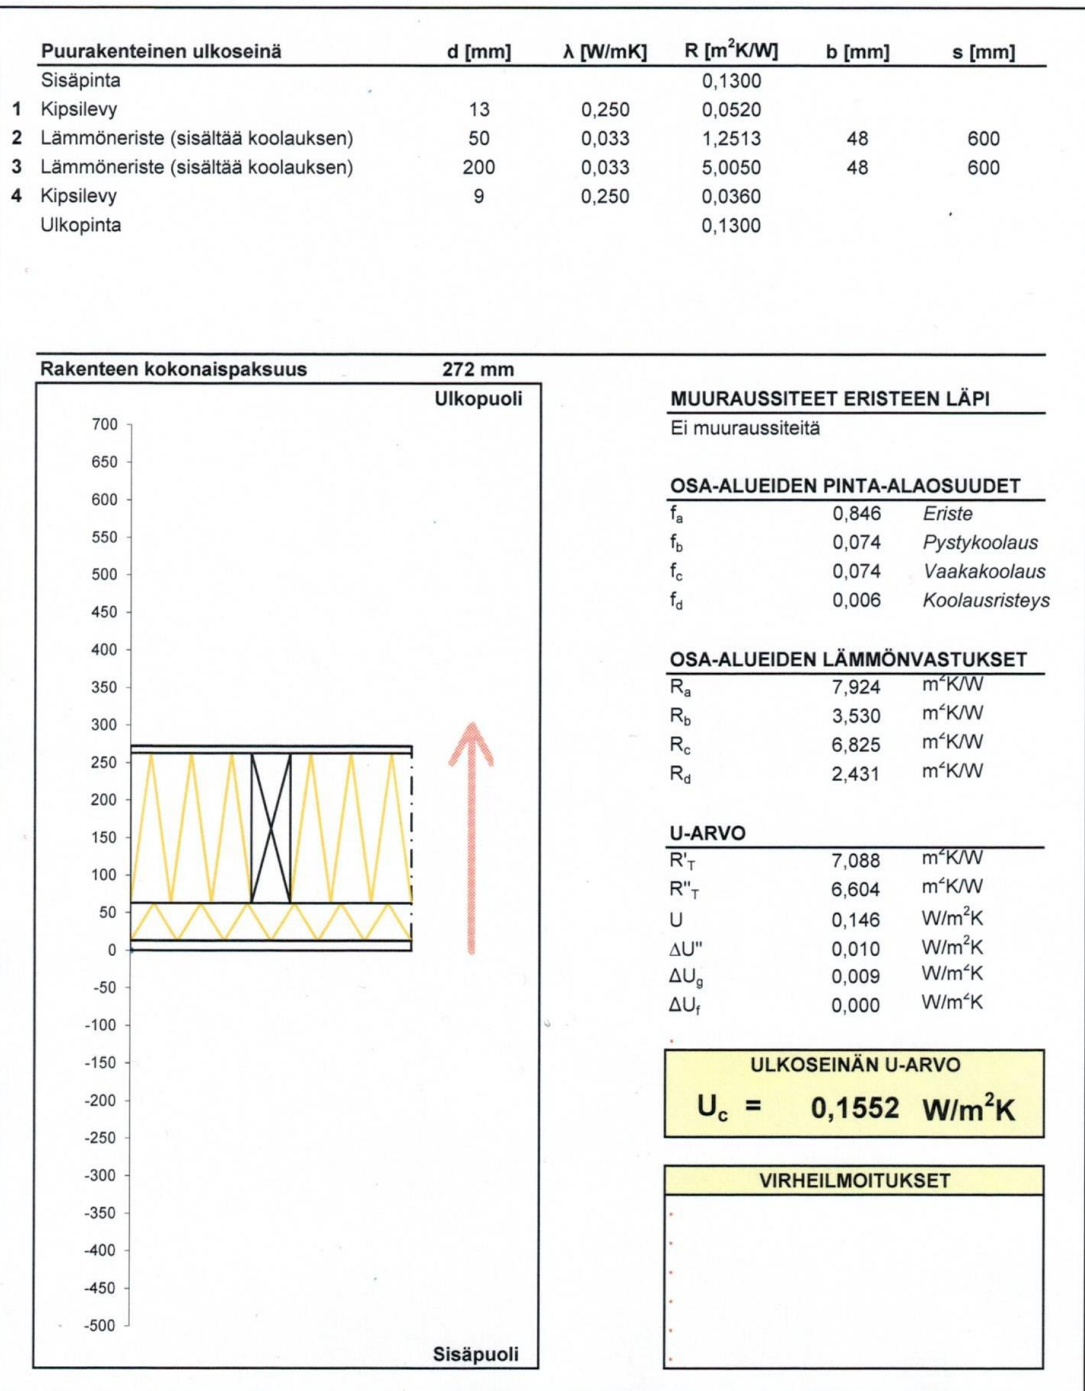 Puurakenteinen ulkoseinä d [mm] λ [W/mK] R [m²K/W] b [mm] s [mm]
Sisäpinta 0,1300
1 Kipsilevy 13 0,250 0,0520
2 Lämmöneriste (sisältää koolauksen) 50 0,033 1,2513 48 600
3 Lämmöneriste (sisältää koolauksen) 200 0,033 5,0050 48 600
4 Kipsilevy 9 0,250 0,0360
Ulkopinta 0,1300
Rakenteen kokonaispaksuus 272 mm
Ulkopuoli
700
650
600
550
500
450
400
350
300
250
200
150
100
50
0
-50
-100
-150
-200
-250
-300
-350
-400
-450
-500
Sisäpuoli
MUURAUSSITEET ERISTEEN LÄPI
Ei muuraussiteitä
OSA-ALUEIDEN PINTA-ALAOSUUDET
fa 0,846 Eriste
fb 0,074 Pystykoolaus
fc 0,074 Vaakakoolaus
fd 0,006 Koolausristeys
OSA-ALUEIDEN LÄMMÖNVASTUKSET
Ra 7,924 m²K/W
Rb 3,530 m²K/W
Rc 6,825 m²K/W
Rd 2,431 m²K/W
U-ARVO
R'T 7,088 m²K/W
R"T 6,604 m²K/W
U 0,146 W/m²K
ΔU" 0,010 W/m²K
ΔUg 0,009 W/m²K
ΔUf 0,000 W/m²K
ULKOSEINÄN U-ARVO
Uc = 0,1552 W/m²K
VIRHEILMOITUKSET